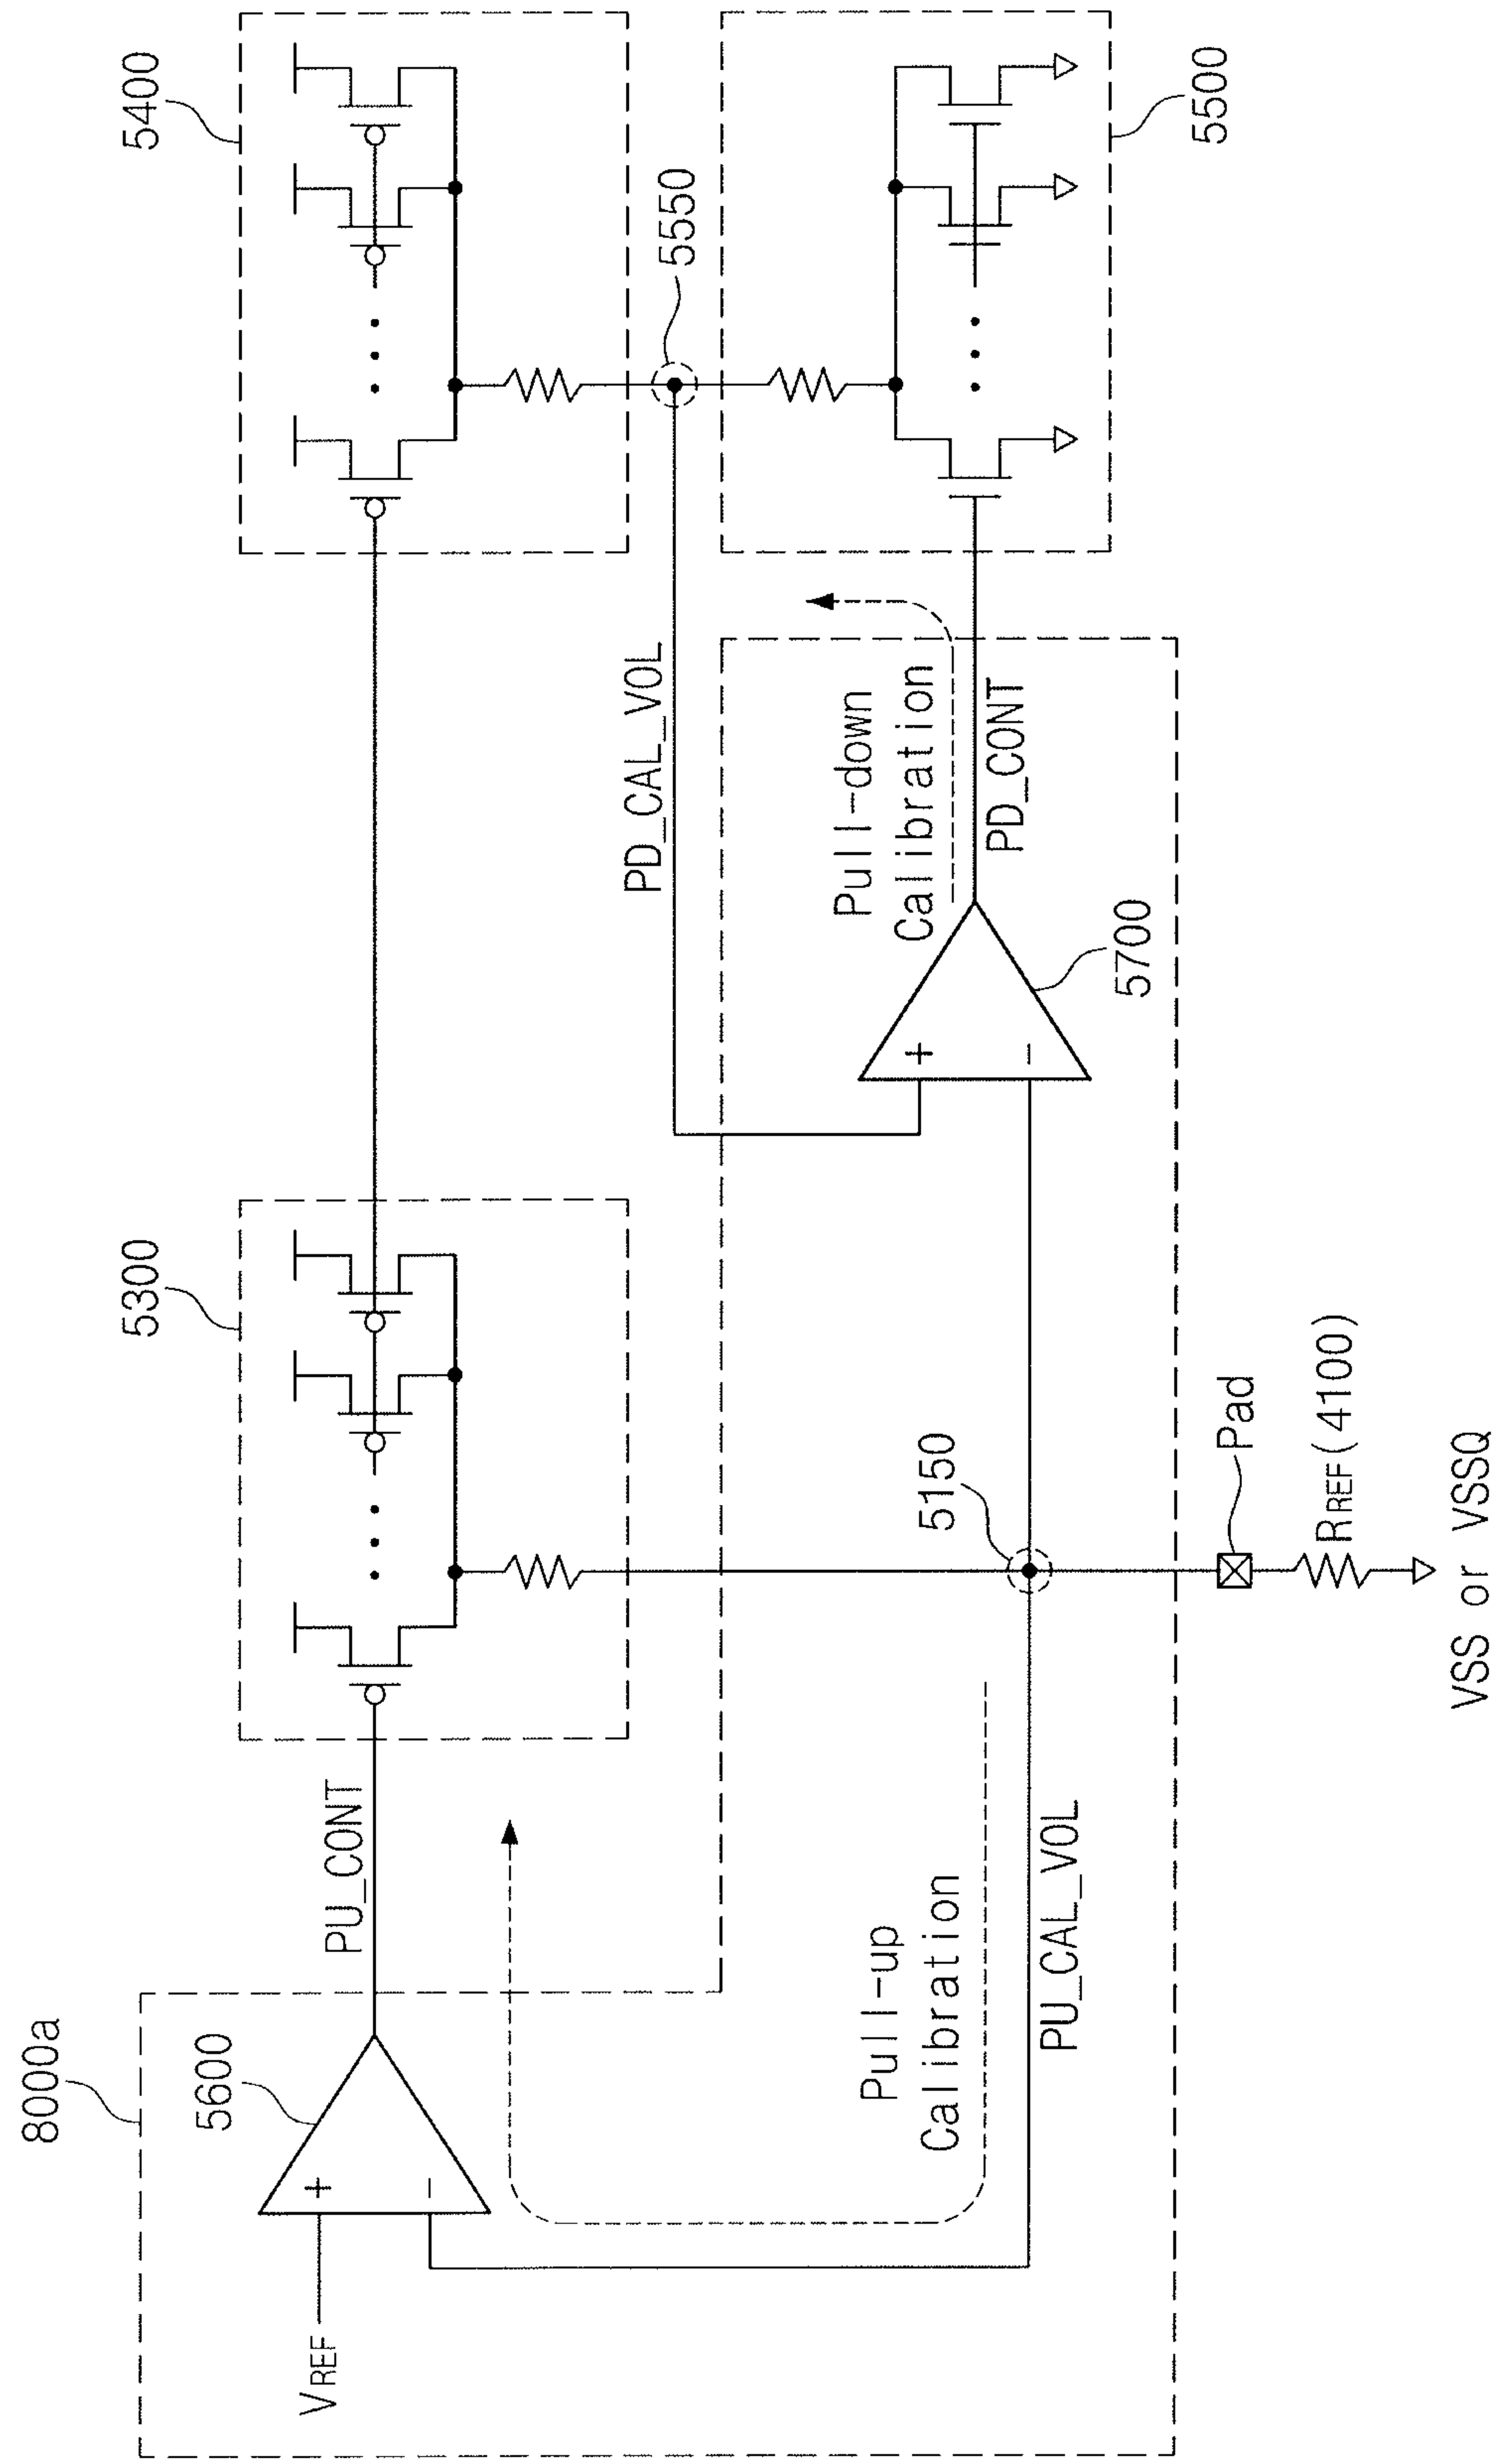 8000a
5600
VREF
PU_CONT
5300
5400
Pull-up
Calibration
PU_CAL_VOL
5150
Pad
RREF(4100)
VSS or VSSQ
PD_CAL_VOL
5550
Pull-down
Calibration
PD_CONT
5700
5500
+
-
+
-